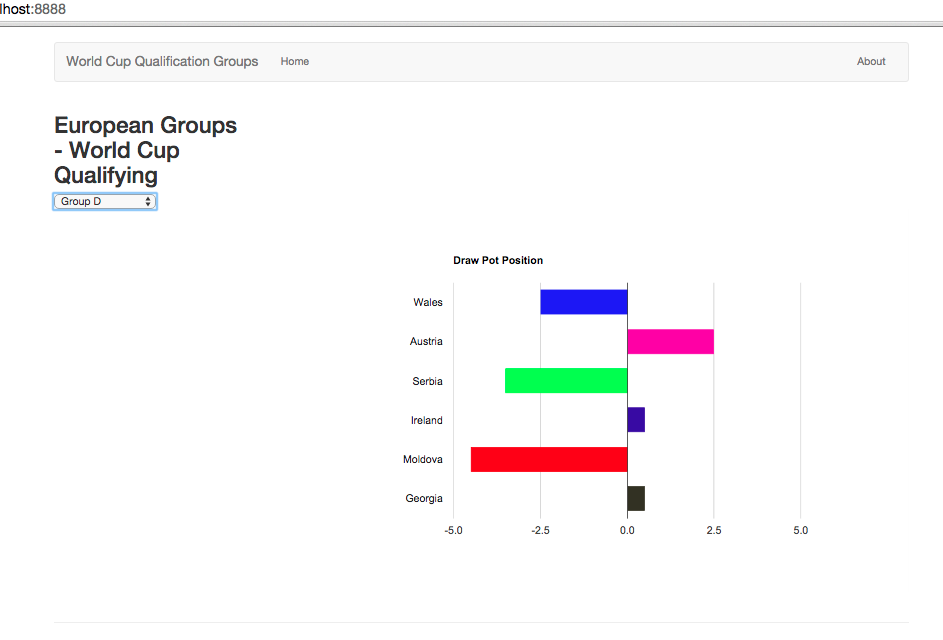 lhost:8888
World Cup Qualification Groups Home About
European Groups
- World Cup
Qualifying
Group D
Draw Pot Position
Wales
Austria
Serbia
Ireland
Moldova
Georgia
-5.0 -2.5 0.0 2.5 5.0